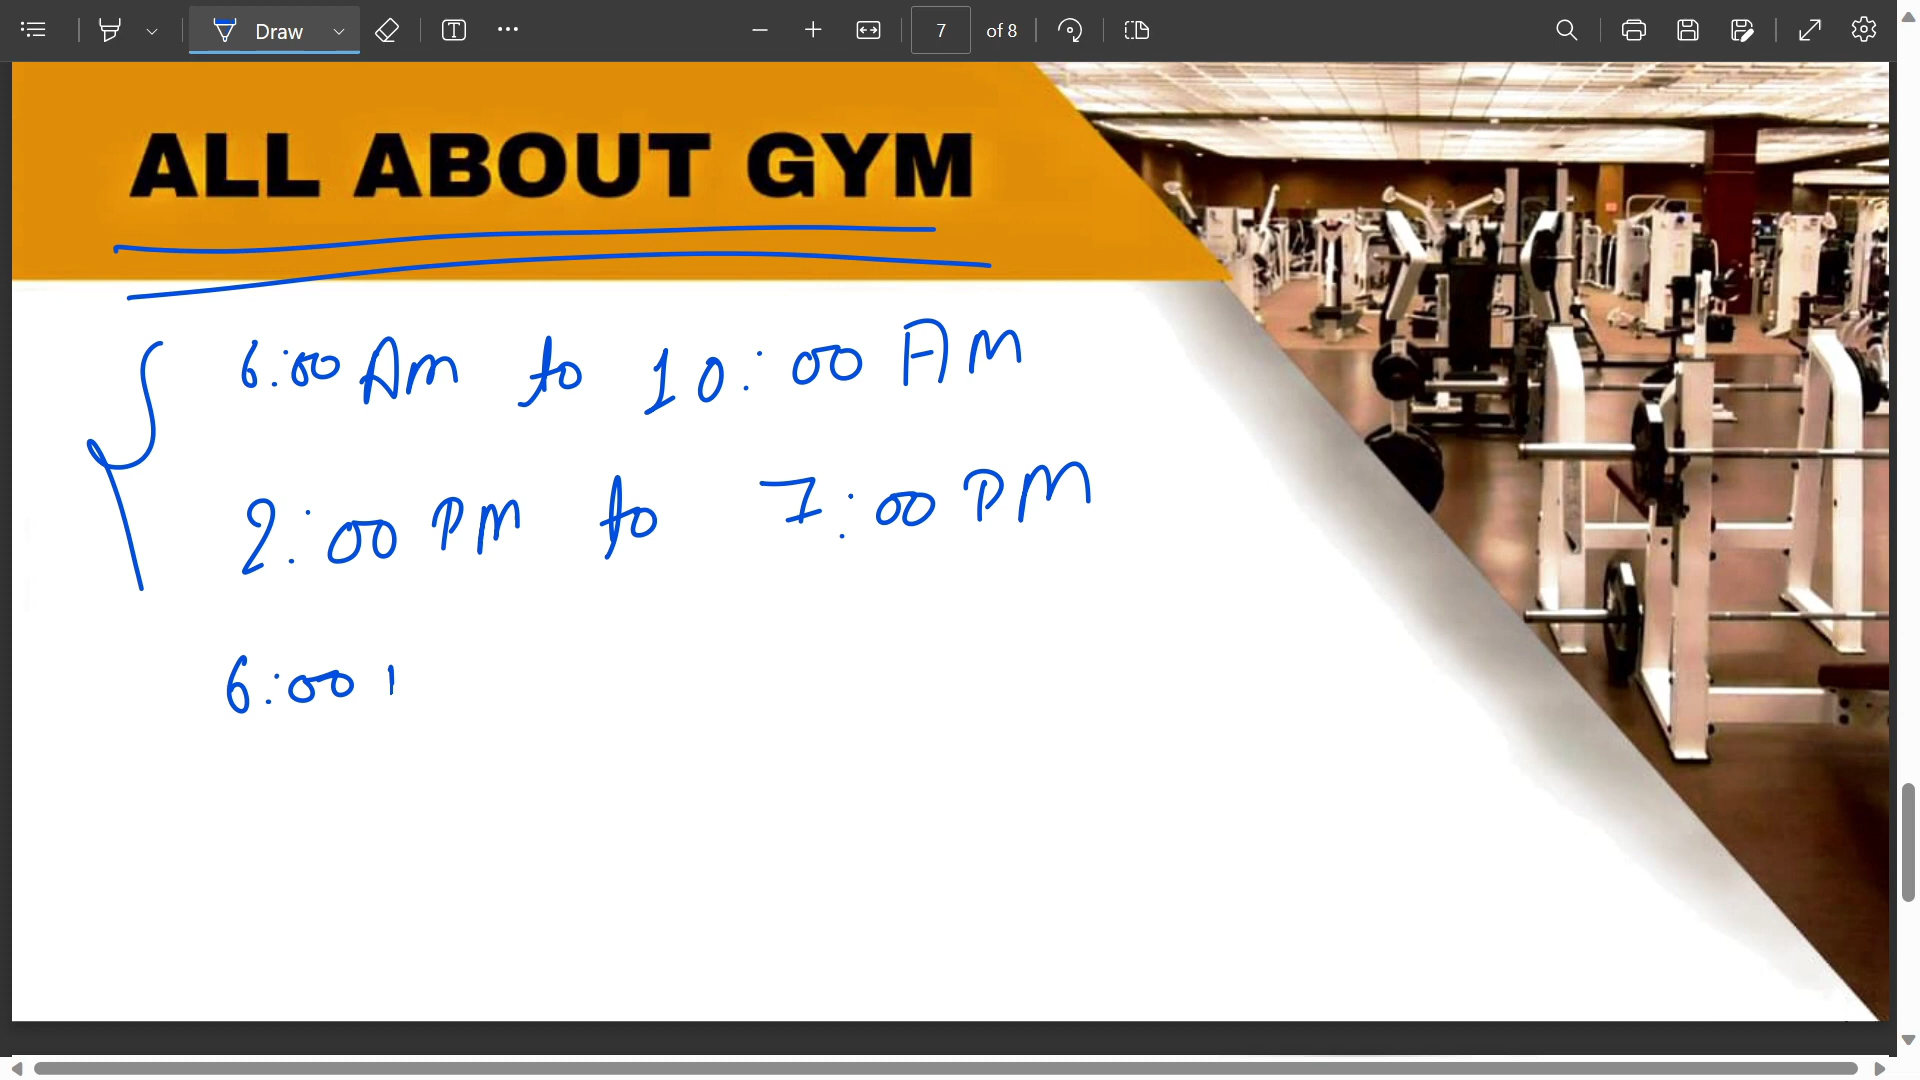 Draw
7 of 8
ALL ABOUT GYM
6:00 Am to 10:00 AM
2:00 PM to 7:00 PM
6:00